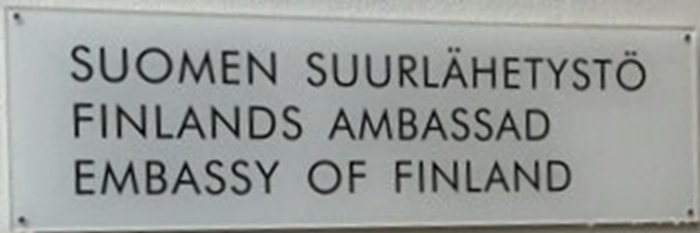 SUOMEN SUURLÄHETYSTÖ
FINLANDS AMBASSAD
EMBASSY OF FINLAND